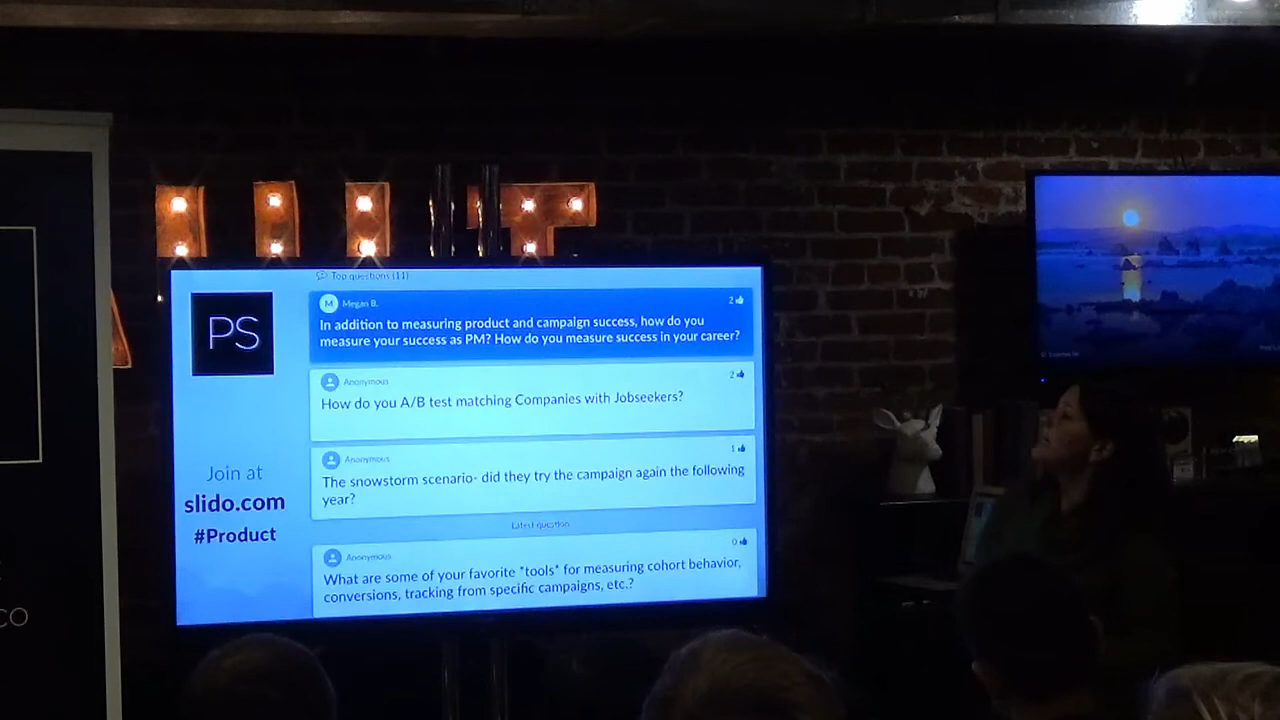 Top questions (11)
PS
M
Megan B.
2
In addition to measuring product and campaign success, how do you
measure your success as PM? How do you measure success in your career?
Anonymous
2
How do you A/B test matching Companies with Jobseekers?
Anonymous
1
The snowstorm scenario- did they try the campaign again the following
year?
Join at
slido.com
#Product
Latest question
Anonymous
0
What are some of your favorite *tools* for measuring cohort behavior,
conversions, tracking from specific campaigns, etc.?
CO